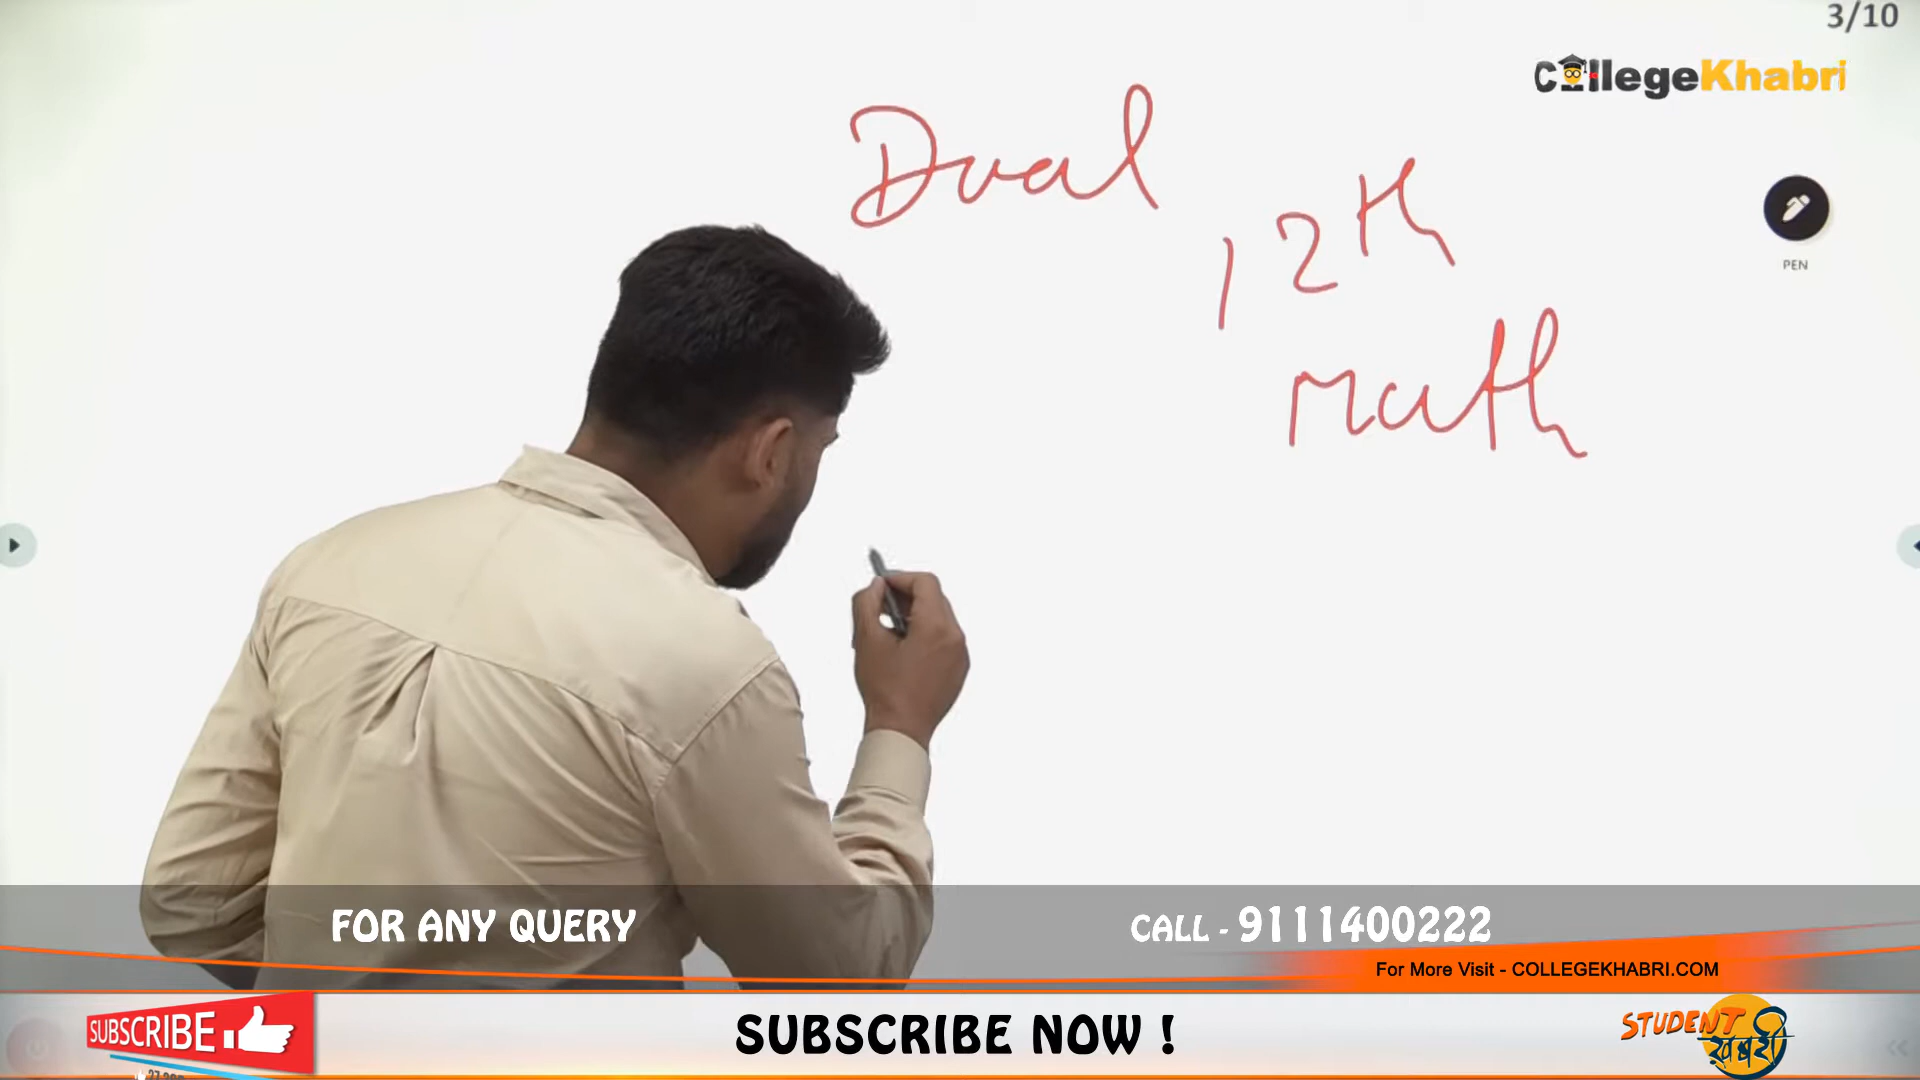 3/10
CollegeKhabri
Dual
12th
Math
PEN
FOR ANY QUERY
CALL - 9111400222
For More Visit - COLLEGEKHABRI.COM
SUBSCRIBE
SUBSCRIBE NOW !
STUDENT
खबरी